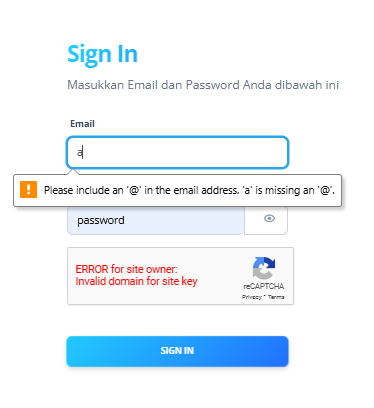 Sign In
Masukkan Email dan Password Anda dibawah ini
Email
a
! Please include an '@' in the email address. 'a' is missing an '@'.
password
ERROR for site owner:
Invalid domain for site key
reCAPTCHA
Privacy • Terms
SIGN IN